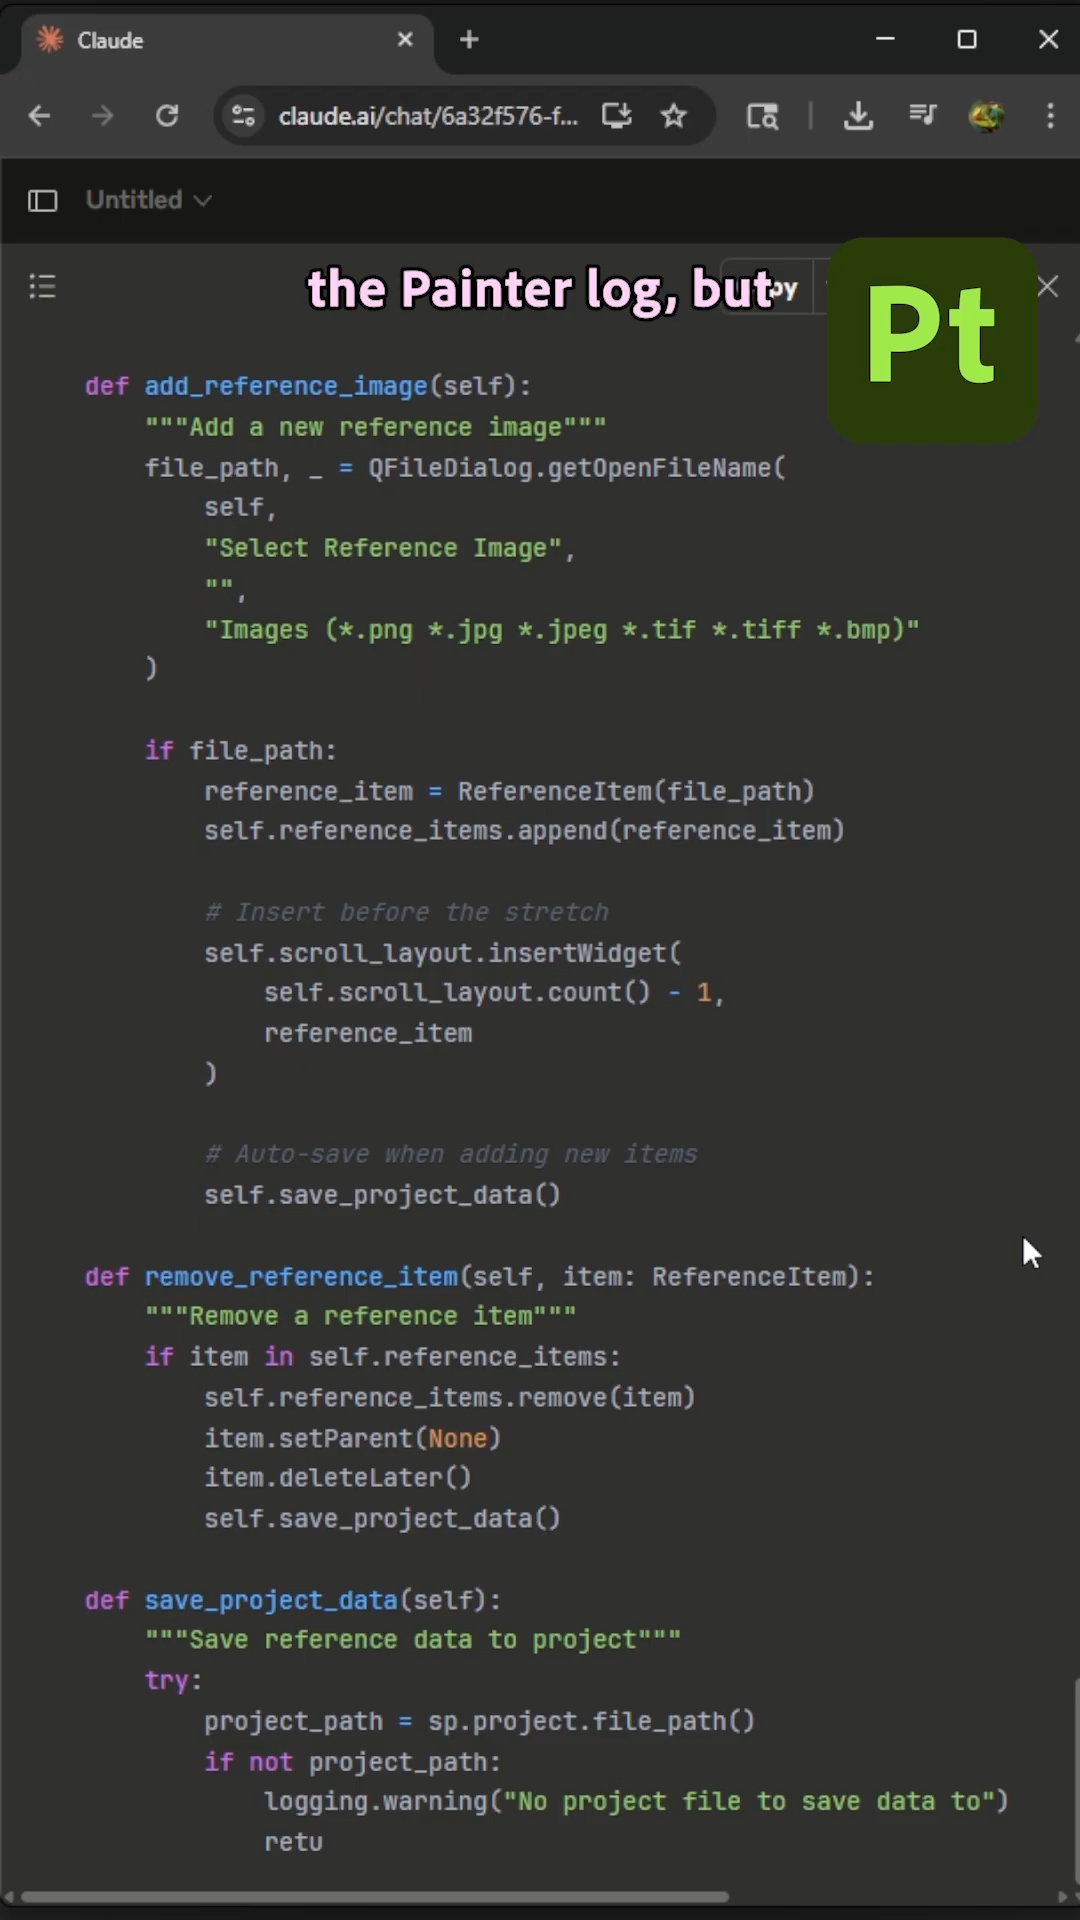 Claude
claude.ai/chat/6a32f576-f...
Untitled
the Painter log, but
py
Pt
def add_reference_image(self):
"""Add a new reference image"""
file_path, _ = QFileDialog.getOpenFileName(
self,
"Select Reference Image",
"",
"Images (*.png *.jpg *.jpeg *.tif *.tiff *.bmp)"
)
if file_path:
reference_item = ReferenceItem(file_path)
self.reference_items.append(reference_item)
# Insert before the stretch
self.scroll_layout.insertWidget(
self.scroll_layout.count() - 1,
reference_item
)
# Auto-save when adding new items
self.save_project_data()
def remove_reference_item(self, item: ReferenceItem):
"""Remove a reference item"""
if item in self.reference_items:
self.reference_items.remove(item)
item.setParent(None)
item.deleteLater()
self.save_project_data()
def save_project_data(self):
"""Save reference data to project"""
try:
project_path = sp.project.file_path()
if not project_path:
logging.warning("No project file to save data to")
retu